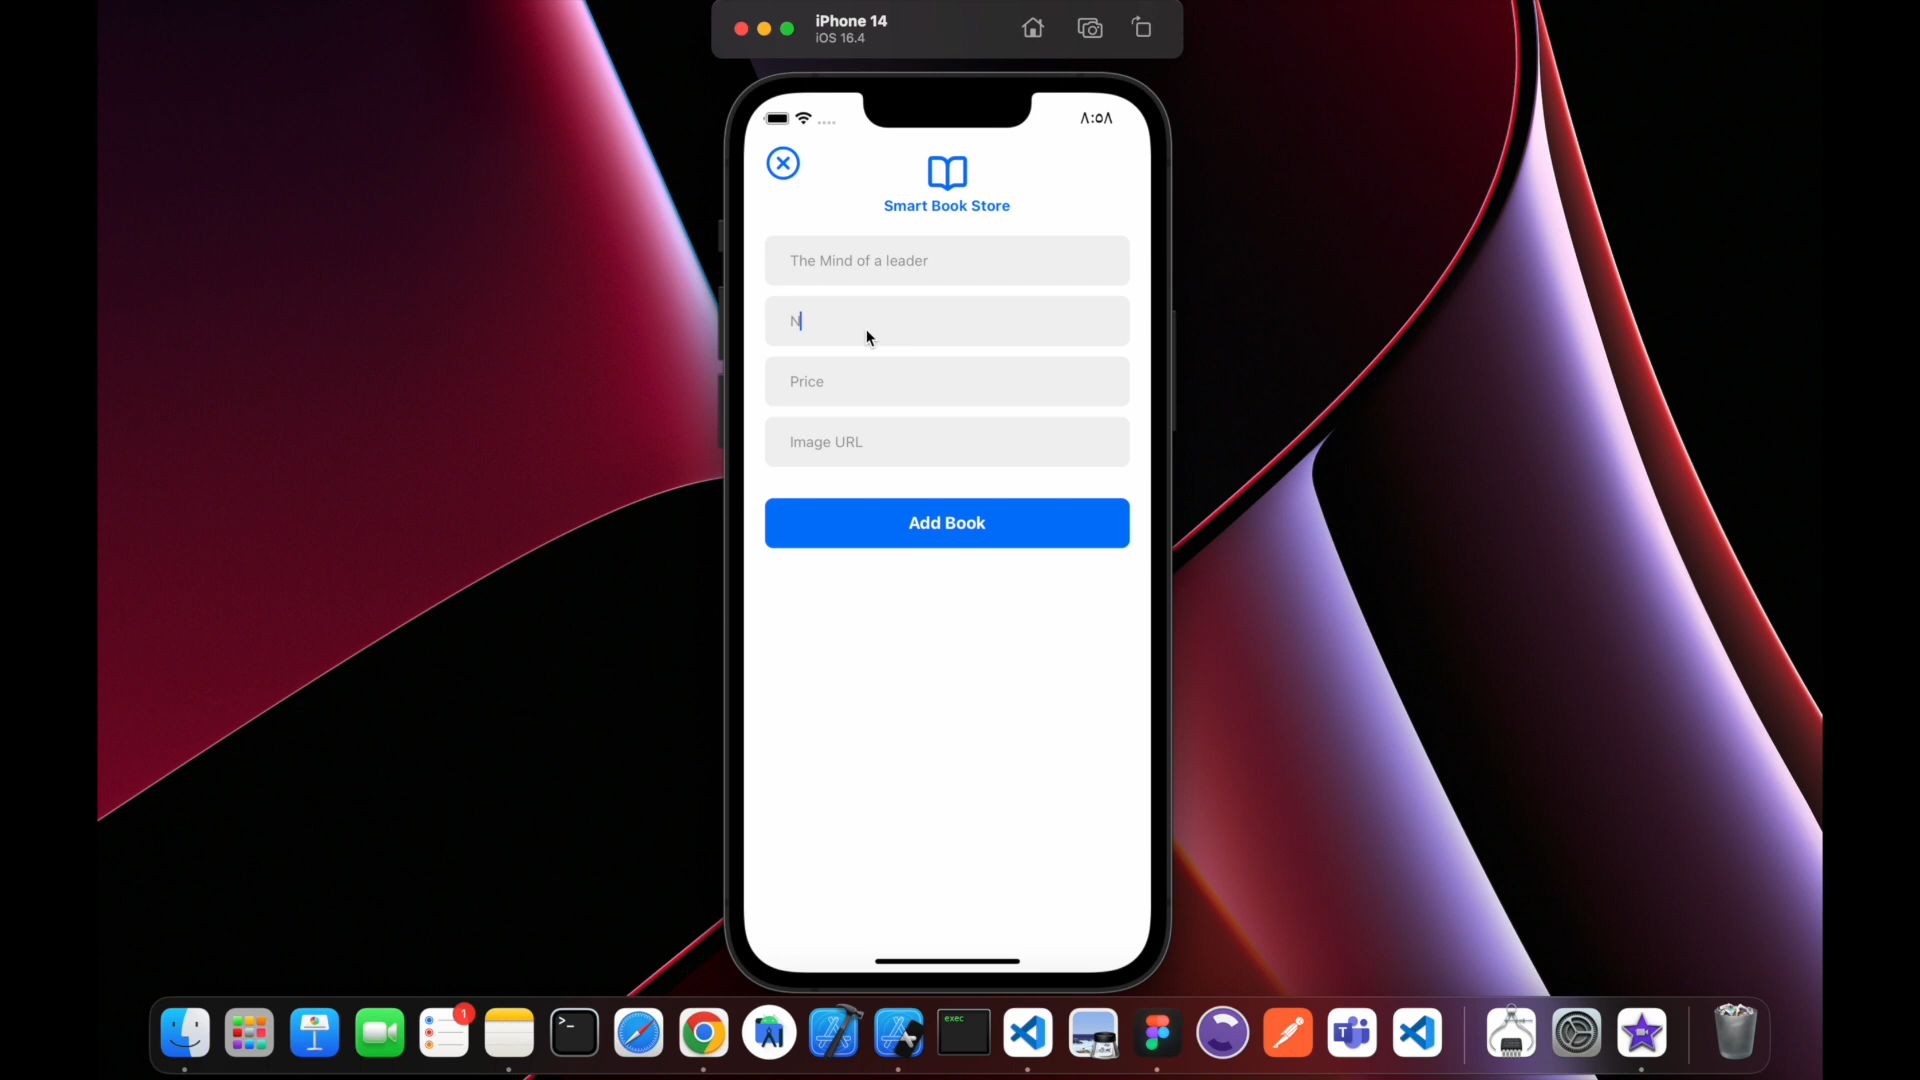 iPhone 14
iOS 16.4
٨:٥٨
Smart Book Store
The Mind of a leader
N
Price
Image URL
Add Book
1
>_
exec